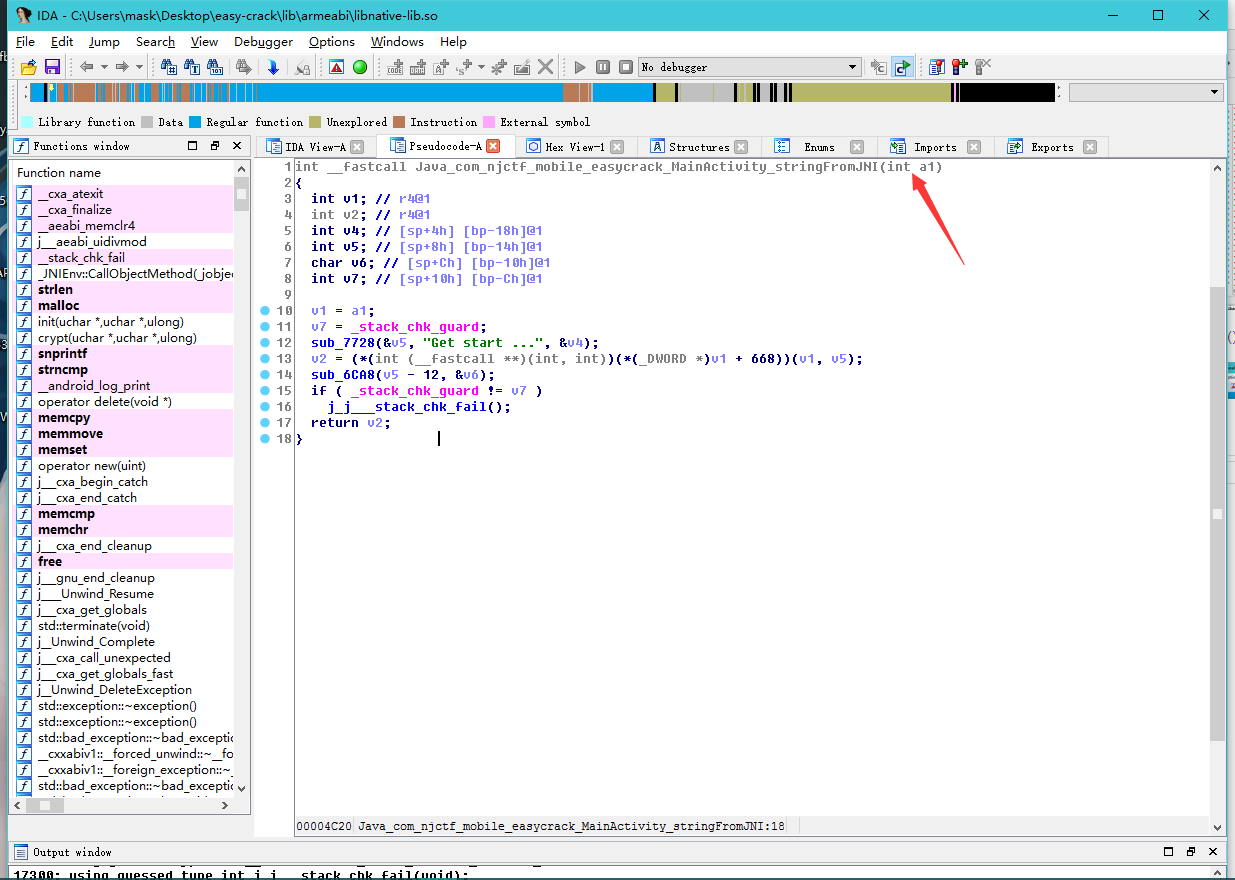 IDA - C:\Users\mask\Desktop\easy-crack\lib\armeabi\libnative-lib.so
File Edit Jump Search View Debugger Options Windows Help
No debugger
Library function Data Regular function Unexplored Instruction External symbol
Functions window
IDA View-A Pseudocode-A Hex View-1 Structures Enums Imports Exports
Function name
__cxa_atexit
__cxa_finalize
__aeabi_memclr4
j___aeabi_uidivmod
__stack_chk_fail
_JNIEnv::CallObjectMethod(_jobjec
strlen
malloc
init(uchar *,uchar *,ulong)
crypt(uchar *,uchar *,ulong)
snprintf
strncmp
__android_log_print
operator delete(void *)
memcpy
memmove
memset
operator new(uint)
j___cxa_begin_catch
j___cxa_end_catch
memcmp
memchr
j___cxa_end_cleanup
free
j___gnu_end_cleanup
j___Unwind_Resume
j___cxa_get_globals
std::terminate(void)
j__Unwind_Complete
j___cxa_call_unexpected
j___cxa_get_globals_fast
j__Unwind_DeleteException
std::exception::~exception()
std::exception::~exception()
std::bad_exception::~bad_exceptic
__cxxabiv1::__forced_unwind::~__fo
__cxxabiv1::__foreign_exception::~_
std::bad_exception::~bad_exceptic
1 int __fastcall Java_com_njctf_mobile_easycrack_MainActivity_stringFromJNI(int a1)
2 {
3 int v1; // r4@1
4 int v2; // r4@1
5 int v4; // [sp+4h] [bp-18h]@1
6 int v5; // [sp+8h] [bp-14h]@1
7 char v6; // [sp+Ch] [bp-10h]@1
8 int v7; // [sp+10h] [bp-Ch]@1
9
10 v1 = a1;
11 v7 = _stack_chk_guard;
12 sub_7728(&v5, "Get start ...", &v4);
13 v2 = (*(int (__fastcall **)(int, int))(*(_DWORD *)v1 + 668))(v1, v5);
14 sub_6CA8(v5 - 12, &v6);
15 if ( _stack_chk_guard != v7 )
16 j_j___stack_chk_fail();
17 return v2;
18 }
00004C20 Java_com_njctf_mobile_easycrack_MainActivity_stringFromJNI:18
Output window
17300: using guessed type int j_j___stack_chk_fail(void);